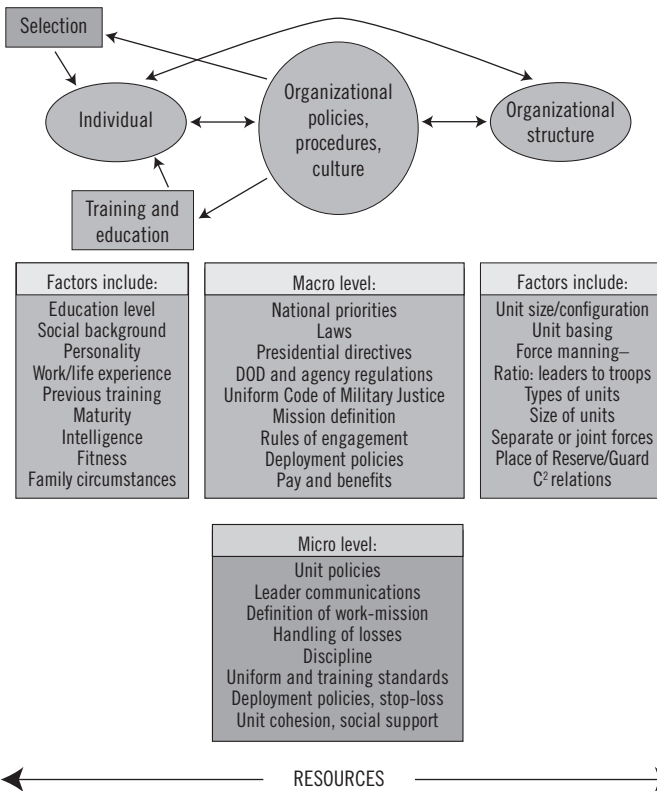 Selection
Individual
Organizational
policies,
procedures,
culture
Organizational
structure
Training and
education
Factors include:
Education level
Social background
Personality
Work/life experience
Previous training
Maturity
Intelligence
Fitness
Family circumstances
Macro level:
National priorities
Laws
Presidential directives
DOD and agency regulations
Uniform Code of Military Justice
Mission definition
Rules of engagement
Deployment policies
Pay and benefits
Factors include:
Unit size/configuration
Unit basing
Force manning–
Ratio: leaders to troops
Types of units
Size of units
Separate or joint forces
Place of Reserve/Guard
C² relations
Micro level:
Unit policies
Leader communications
Definition of work-mission
Handling of losses
Discipline
Uniform and training standards
Deployment policies, stop-loss
Unit cohesion, social support
RESOURCES